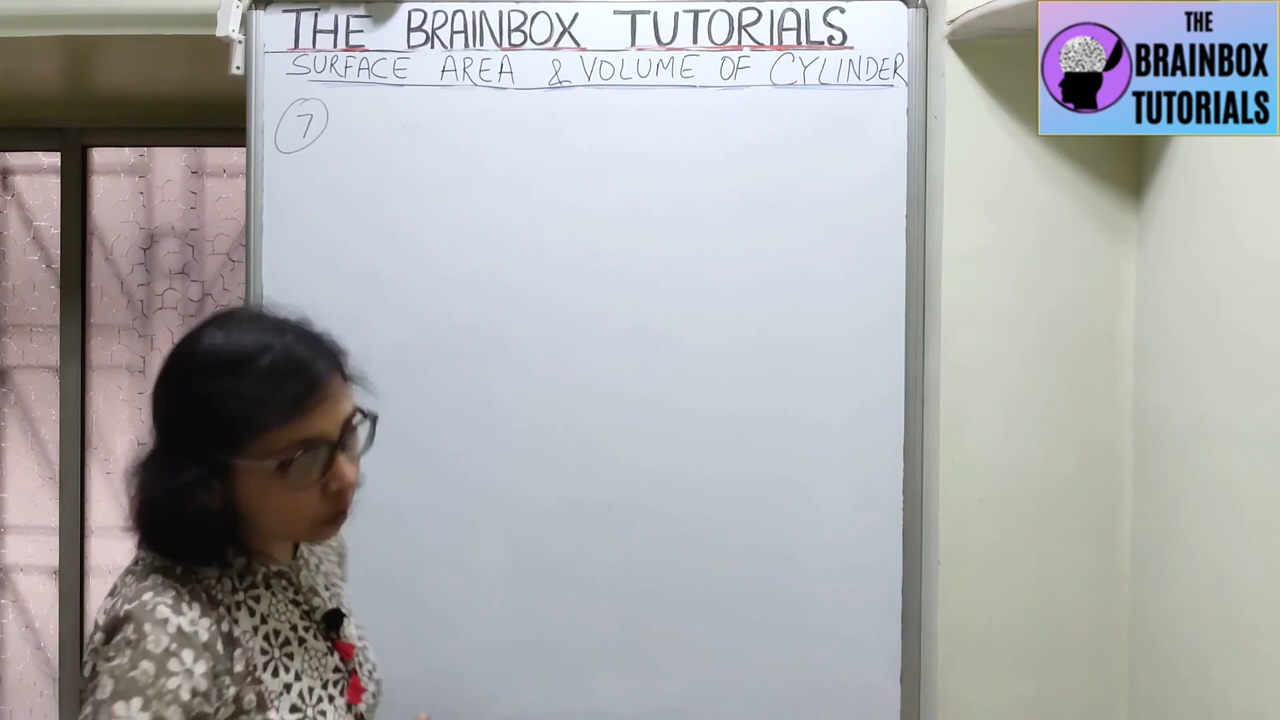 THE BRAINBOX TUTORIALS
SURFACE AREA & VOLUME OF CYLINDER
7
THE
BRAINBOX
TUTORIALS